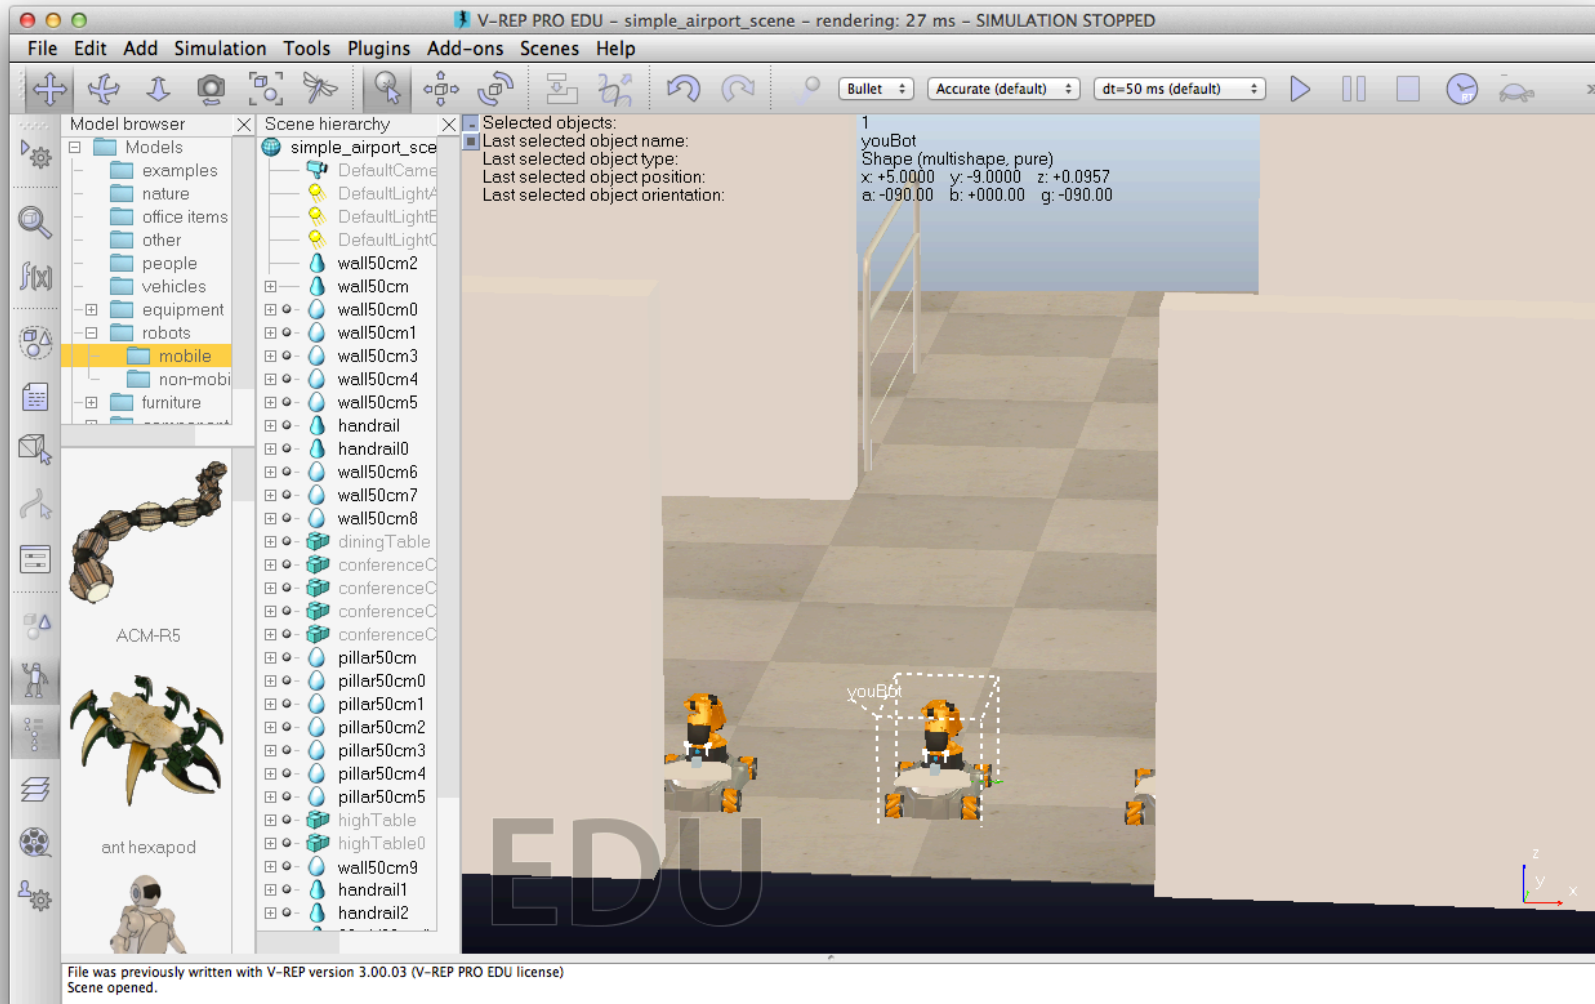 V-REP PRO EDU - simple_airport_scene - rendering: 27 ms - SIMULATION STOPPED
File Edit Add Simulation Tools Plugins Add-ons Scenes Help
Bullet Accurate (default) dt=50 ms (default)
RT
f(x)
Model browser
Models
examples
nature
office items
other
people
vehicles
equipment
robots
mobile
non-mobi
furniture
ACM-R5
ant hexapod
Scene hierarchy
simple_airport_sce
DefaultCame
DefaultLightA
DefaultLightB
DefaultLightC
wall50cm2
wall50cm
wall50cm0
wall50cm1
wall50cm3
wall50cm4
wall50cm5
handrail
handrail0
wall50cm6
wall50cm7
wall50cm8
diningTable
conferenceC
conferenceC
conferenceC
conferenceC
pillar50cm
pillar50cm0
pillar50cm1
pillar50cm2
pillar50cm3
pillar50cm4
pillar50cm5
highTable
highTable0
wall50cm9
handrail1
handrail2
Selected objects: 1
Last selected object name: youBot
Last selected object type: Shape (multishape, pure)
Last selected object position: x: +5.0000 y: -9.0000 z: +0.0957
Last selected object orientation: a: -090.00 b: +000.00 g: -090.00
youBot
EDU
z
y
x
File was previously written with V-REP version 3.00.03 (V-REP PRO EDU license)
Scene opened.